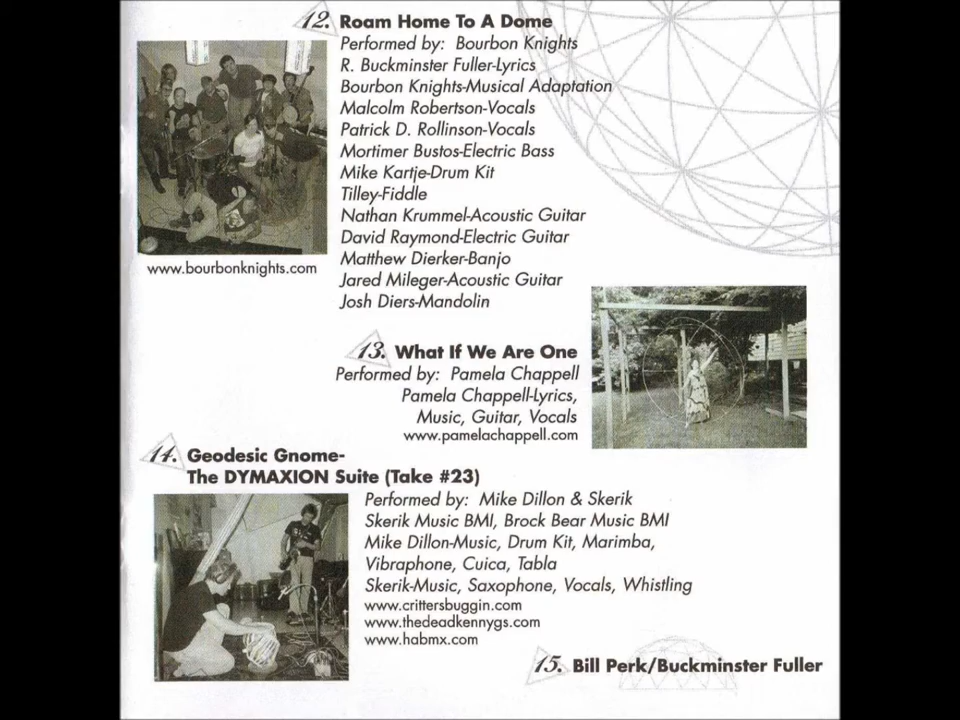 12. Roam Home To A Dome
Performed by: Bourbon Knights
R. Buckminster Fuller-Lyrics
Bourbon Knights-Musical Adaptation
Malcolm Robertson-Vocals
Patrick D. Rollinson-Vocals
Mortimer Bustos-Electric Bass
Mike Kartje-Drum Kit
Tilley-Fiddle
Nathan Krummel-Acoustic Guitar
David Raymond-Electric Guitar
Matthew Dierker-Banjo
Jared Mileger-Acoustic Guitar
Josh Diers-Mandolin
www.bourbonknights.com
13. What If We Are One
Performed by: Pamela Chappell
Pamela Chappell-Lyrics,
Music, Guitar, Vocals
www.pamelachappell.com
14. Geodesic Gnome-
The DYMAXION Suite (Take #23)
Performed by: Mike Dillon & Skerik
Skerik Music BMI, Brock Bear Music BMI
Mike Dillon-Music, Drum Kit, Marimba,
Vibraphone, Cuica, Tabla
Skerik-Music, Saxophone, Vocals, Whistling
www.crittersbuggin.com
www.thedeadkennygs.com
www.habmx.com
15. Bill Perk/Buckminster Fuller